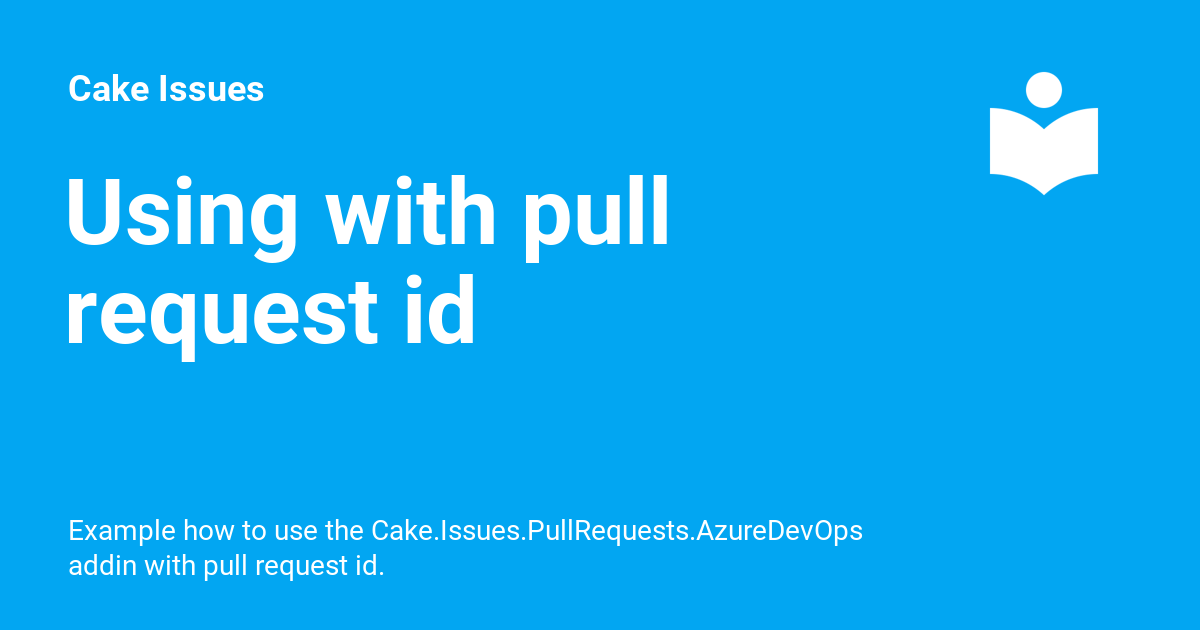 Cake Issues
Using with pull
request id
Example how to use the Cake.Issues.PullRequests.AzureDevOps
addin with pull request id.